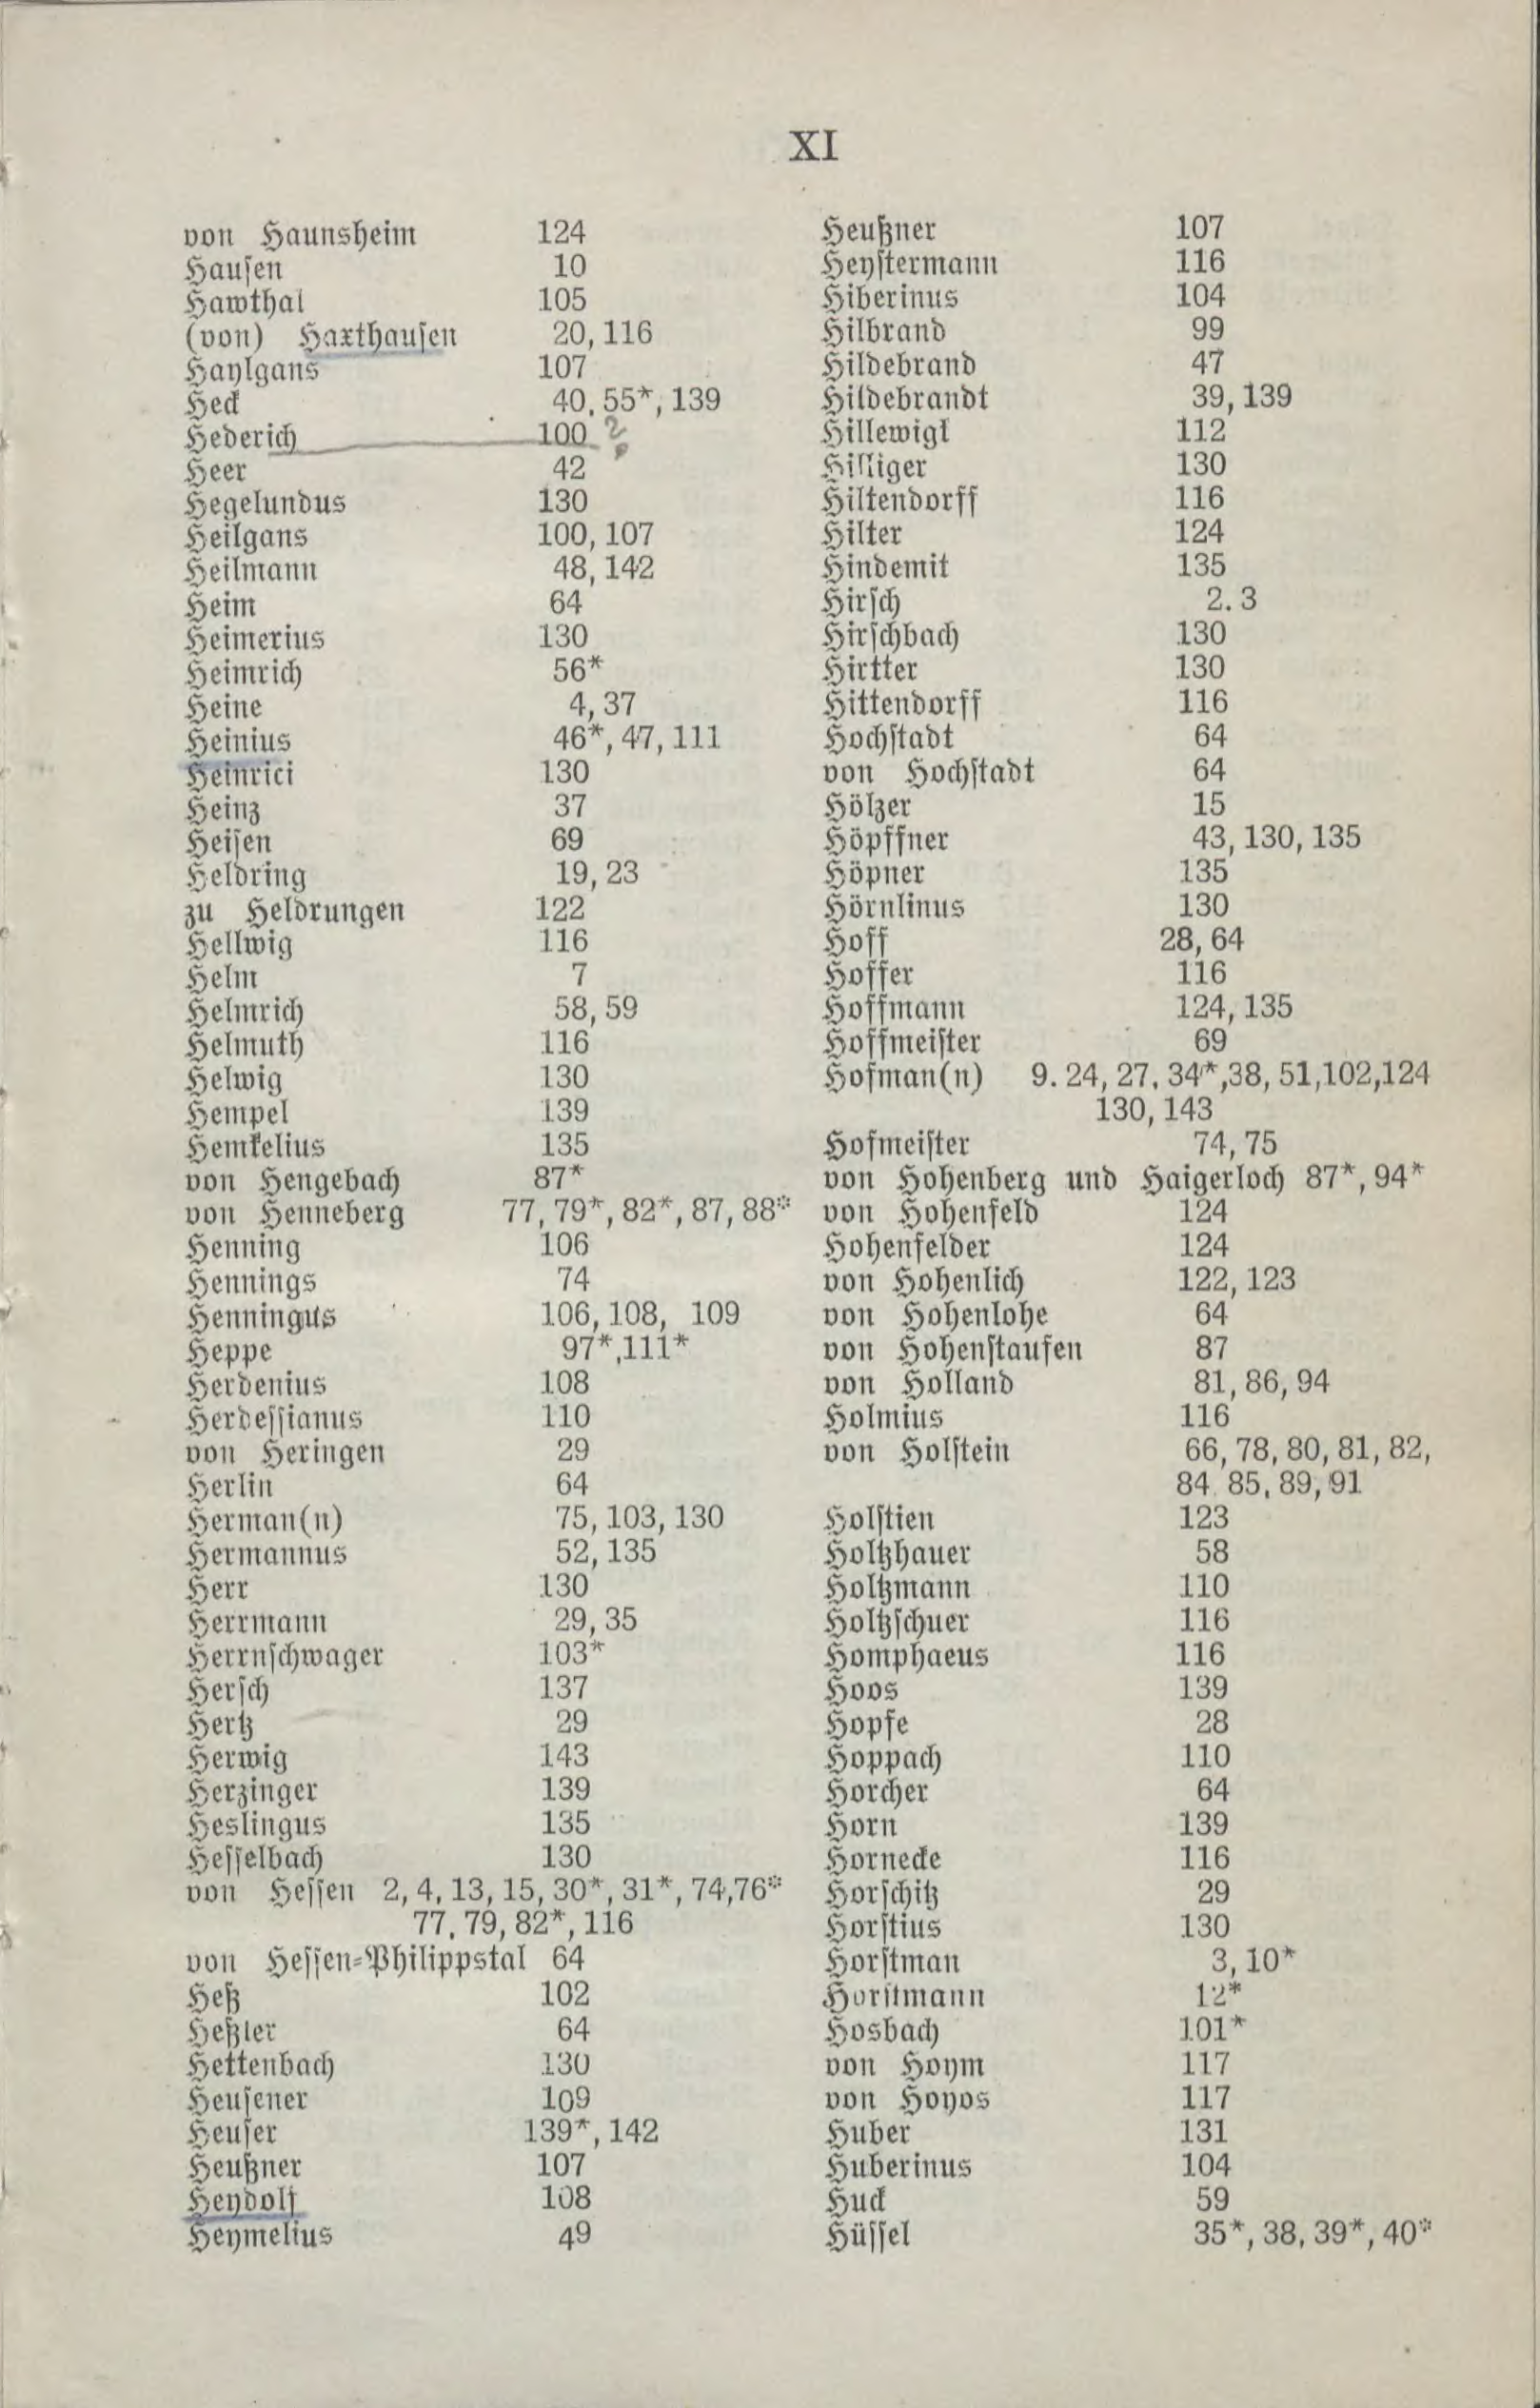 XI
von Haunsheim 124
Hausen 10
Hawthal 105
(von) Haxthausen 20, 116
Haylgans 107
Heck 40, 55*, 139
Hederich 100 ?
Heer 42
Hegelundus 130
Heilgans 100, 107
Heilmann 48, 142
Heim 64
Heimerius 130
Heimrich 56*
Heine 4, 37
Heinius 46*, 47, 111
Heinrici 130
Heinz 37
Heisen 69
Heldring 19, 23
zu Heldrungen 122
Hellwig 116
Helm 7
Helmrich 58, 59
Helmuth 116
Helwig 130
Hempel 139
Hemkelius 135
von Hengebach 87*
von Henneberg 77, 79*, 82*, 87, 88*
Henning 106
Hennings 74
Henningus 106, 108, 109
Heppe 97*,111*
Herdenius 108
Herdessianus 110
von Heringen 29
Herlin 64
Herman(n) 75, 103, 130
Hermannus 52, 135
Herr 130
Herrmann 29, 35
Herrnschwager 103*
Hersch 137
Hertz 29
Herwig 143
Herzinger 139
Heslingus 135
Hesselbach 130
von Hessen 2, 4, 13, 15, 30*, 31*, 74,76*
77, 79, 82*, 116
von Hessen-Philippstal 64
Heß 102
Heßler 64
Hettenbach 130
Heusener 109
Heuser 139*, 142
Heußner 107
Heydolf 108
Heymelius 49
Heußner 107
Heystermann 116
Hiberinus 104
Hilbrand 99
Hildebrand 47
Hildebrandt 39, 139
Hillewigk 112
Hilliger 130
Hiltendorff 116
Hilter 124
Hindemit 135
Hirsch 2. 3
Hirschbach 130
Hirtter 130
Hittendorff 116
Hochstadt 64
von Hochstadt 64
Hölzer 15
Höpffner 43, 130, 135
Höpner 135
Hörnlinus 130
Hoff 28, 64
Hoffer 116
Hoffmann 124, 135
Hoffmeister 69
Hofman(n) 9. 24, 27, 34*,38, 51,102,124
130, 143
Hofmeister 74, 75
von Hohenberg und Haigerloch 87*, 94*
von Hohenfeld 124
Hohenfelder 124
von Hohenlich 122, 123
von Hohenlohe 64
von Hohenstaufen 87
von Holland 81, 86, 94
Holmius 116
von Holstein 66, 78, 80, 81, 82,
84. 85, 89, 91
Holstien 123
Holtzhauer 58
Holtzmann 110
Holtzschuer 116
Homphaeus 116
Hoos 139
Hopfe 28
Hoppach 110
Horcher 64
Horn 139
Hornecke 116
Horschitz 29
Horstius 130
Horstman 3, 10*
Horstmann 12*
Hosbach 101*
von Hoym 117
von Hoyos 117
Huber 131
Huberinus 104
Huck 59
Hüssel 35*, 38, 39*, 40*